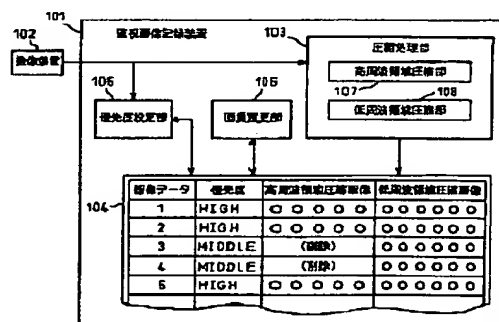 101
監視画像記録装置
102
撮像装置
103
圧縮処理部
高周波領域圧縮部
107
108
低周波領域圧縮部
106
優先度設定部
105
画質変更部
104
画像データ 優先度 高周波領域圧縮画像 低周波領域圧縮画像
1 HIGH ○ ○ ○ ○ ○ ○ ○ ○ ○ ○ ○
2 HIGH ○ ○ ○ ○ ○ ○ ○ ○ ○ ○ ○
3 MIDDLE (削除) ○ ○ ○ ○ ○ ○
4 MIDDLE (削除) ○ ○ ○ ○ ○ ○
5 HIGH ○ ○ ○ ○ ○ ○ ○ ○ ○ ○ ○